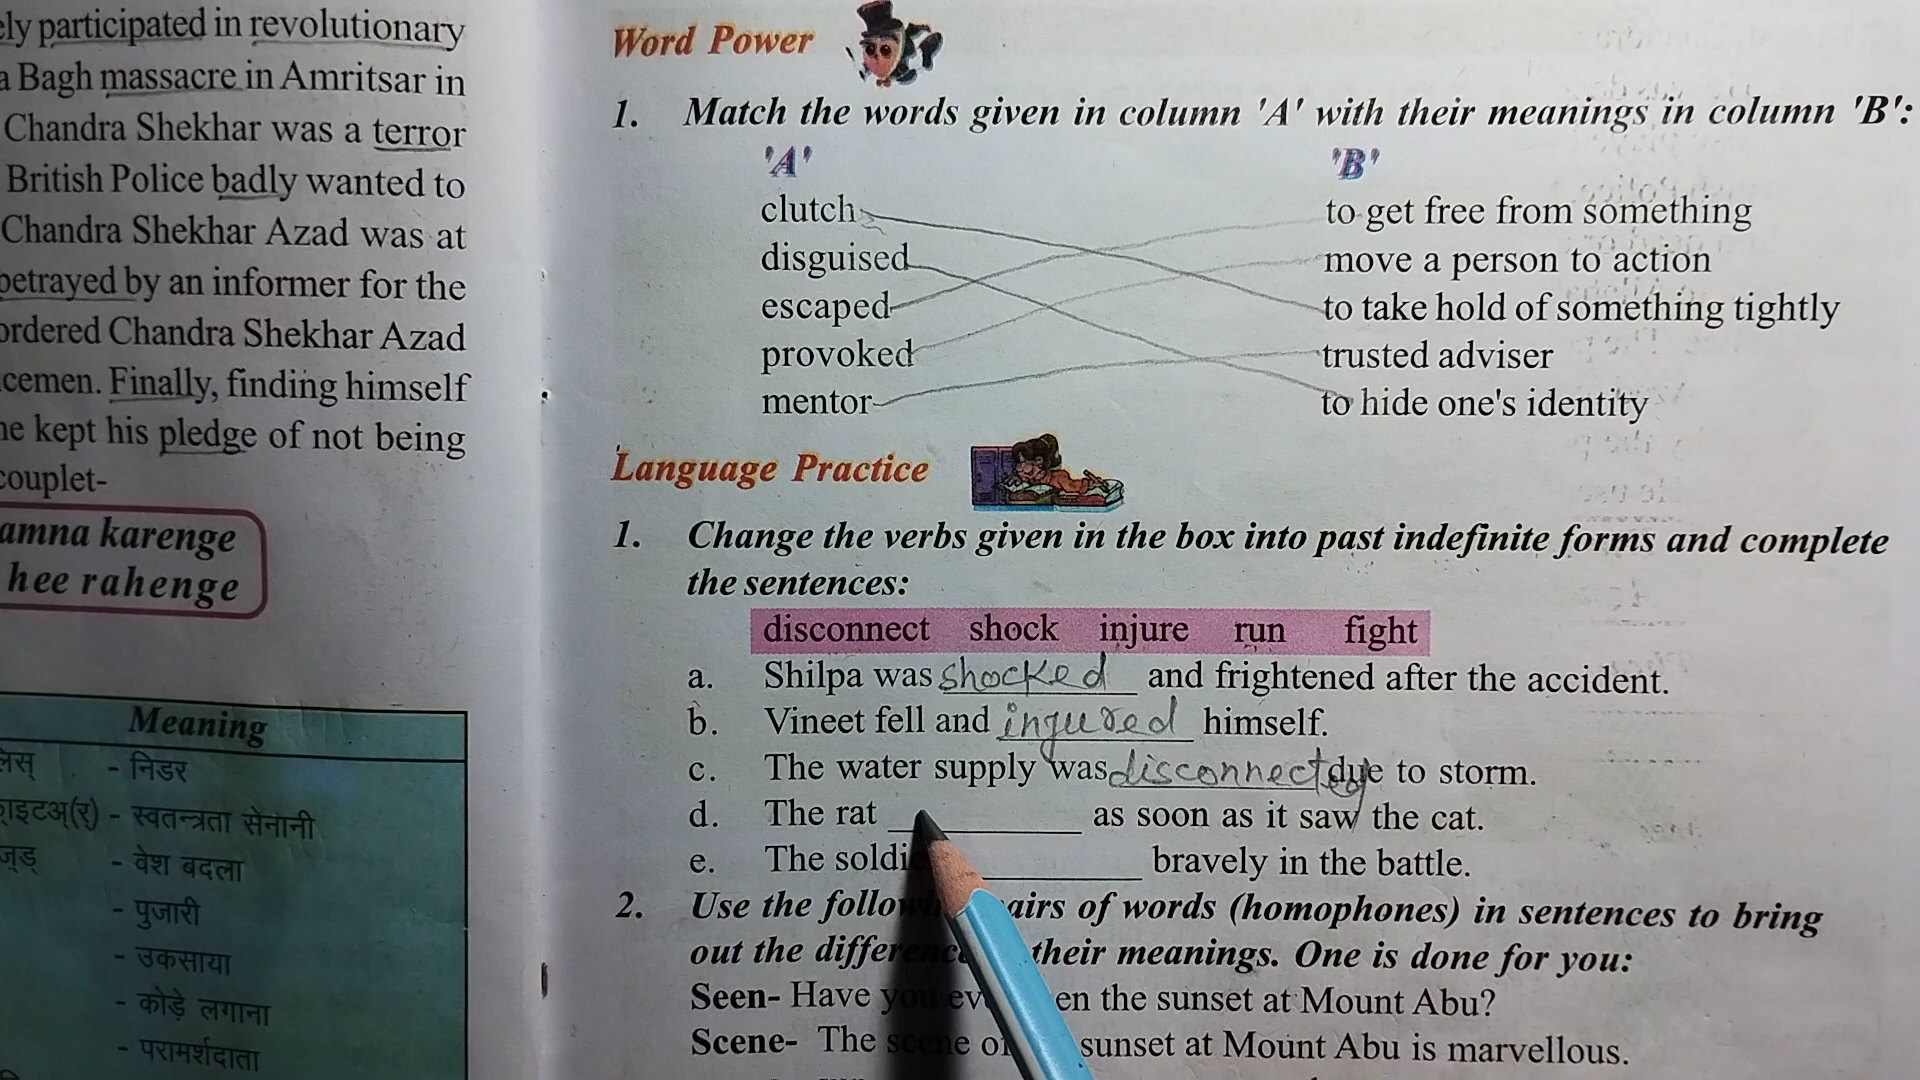 ely participated in revolutionary
a Bagh massacre in Amritsar in
Chandra Shekhar was a terror
British Police badly wanted to
Chandra Shekhar Azad was at
betrayed by an informer for the
ordered Chandra Shekhar Azad
cemen. Finally, finding himself
he kept his pledge of not being
couplet-
amna karenge
hee rahenge
Meaning
लेस् - निडर
फ़ाइटअ(र्) - स्वतन्त्रता सेनानी
ज़्ड् - वेश बदला
- पुजारी
- उकसाया
- कोड़े लगाना
- परामर्शदाता
Word Power
1. Match the words given in column 'A' with their meanings in column 'B':
'A' 'B'
clutch to get free from something
disguised move a person to action
escaped to take hold of something tightly
provoked trusted adviser
mentor to hide one's identity
Language Practice
1. Change the verbs given in the box into past indefinite forms and complete
the sentences:
disconnect shock injure run fight
a. Shilpa was shocked and frightened after the accident.
b. Vineet fell and injured himself.
c. The water supply was disconnected due to storm.
d. The rat ________ as soon as it saw the cat.
e. The soldie ________ bravely in the battle.
2. Use the follow airs of words (homophones) in sentences to bring
out the differenc their meanings. One is done for you:
Seen- Have you ev en the sunset at Mount Abu?
Scene- The scene of sunset at Mount Abu is marvellous.